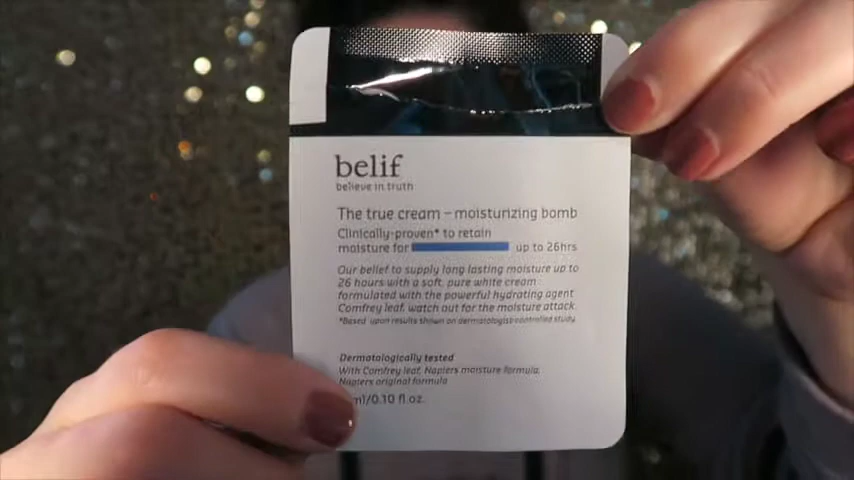 belif
believe in truth
The true cream – moisturizing bomb
Clinically-proven* to retain
moisture for up to 26hrs
Our belief to supply long lasting moisture up to
26 hours with a soft, pure white cream
formulated with the powerful hydrating agent
Comfrey leaf, watch out for the moisture attack.
*Based upon results shown on dermatologist controlled study.
Dermatologically tested
With Comfrey leaf, Napiers moisture formula,
Napiers original formula
ml/0.10 fl oz.